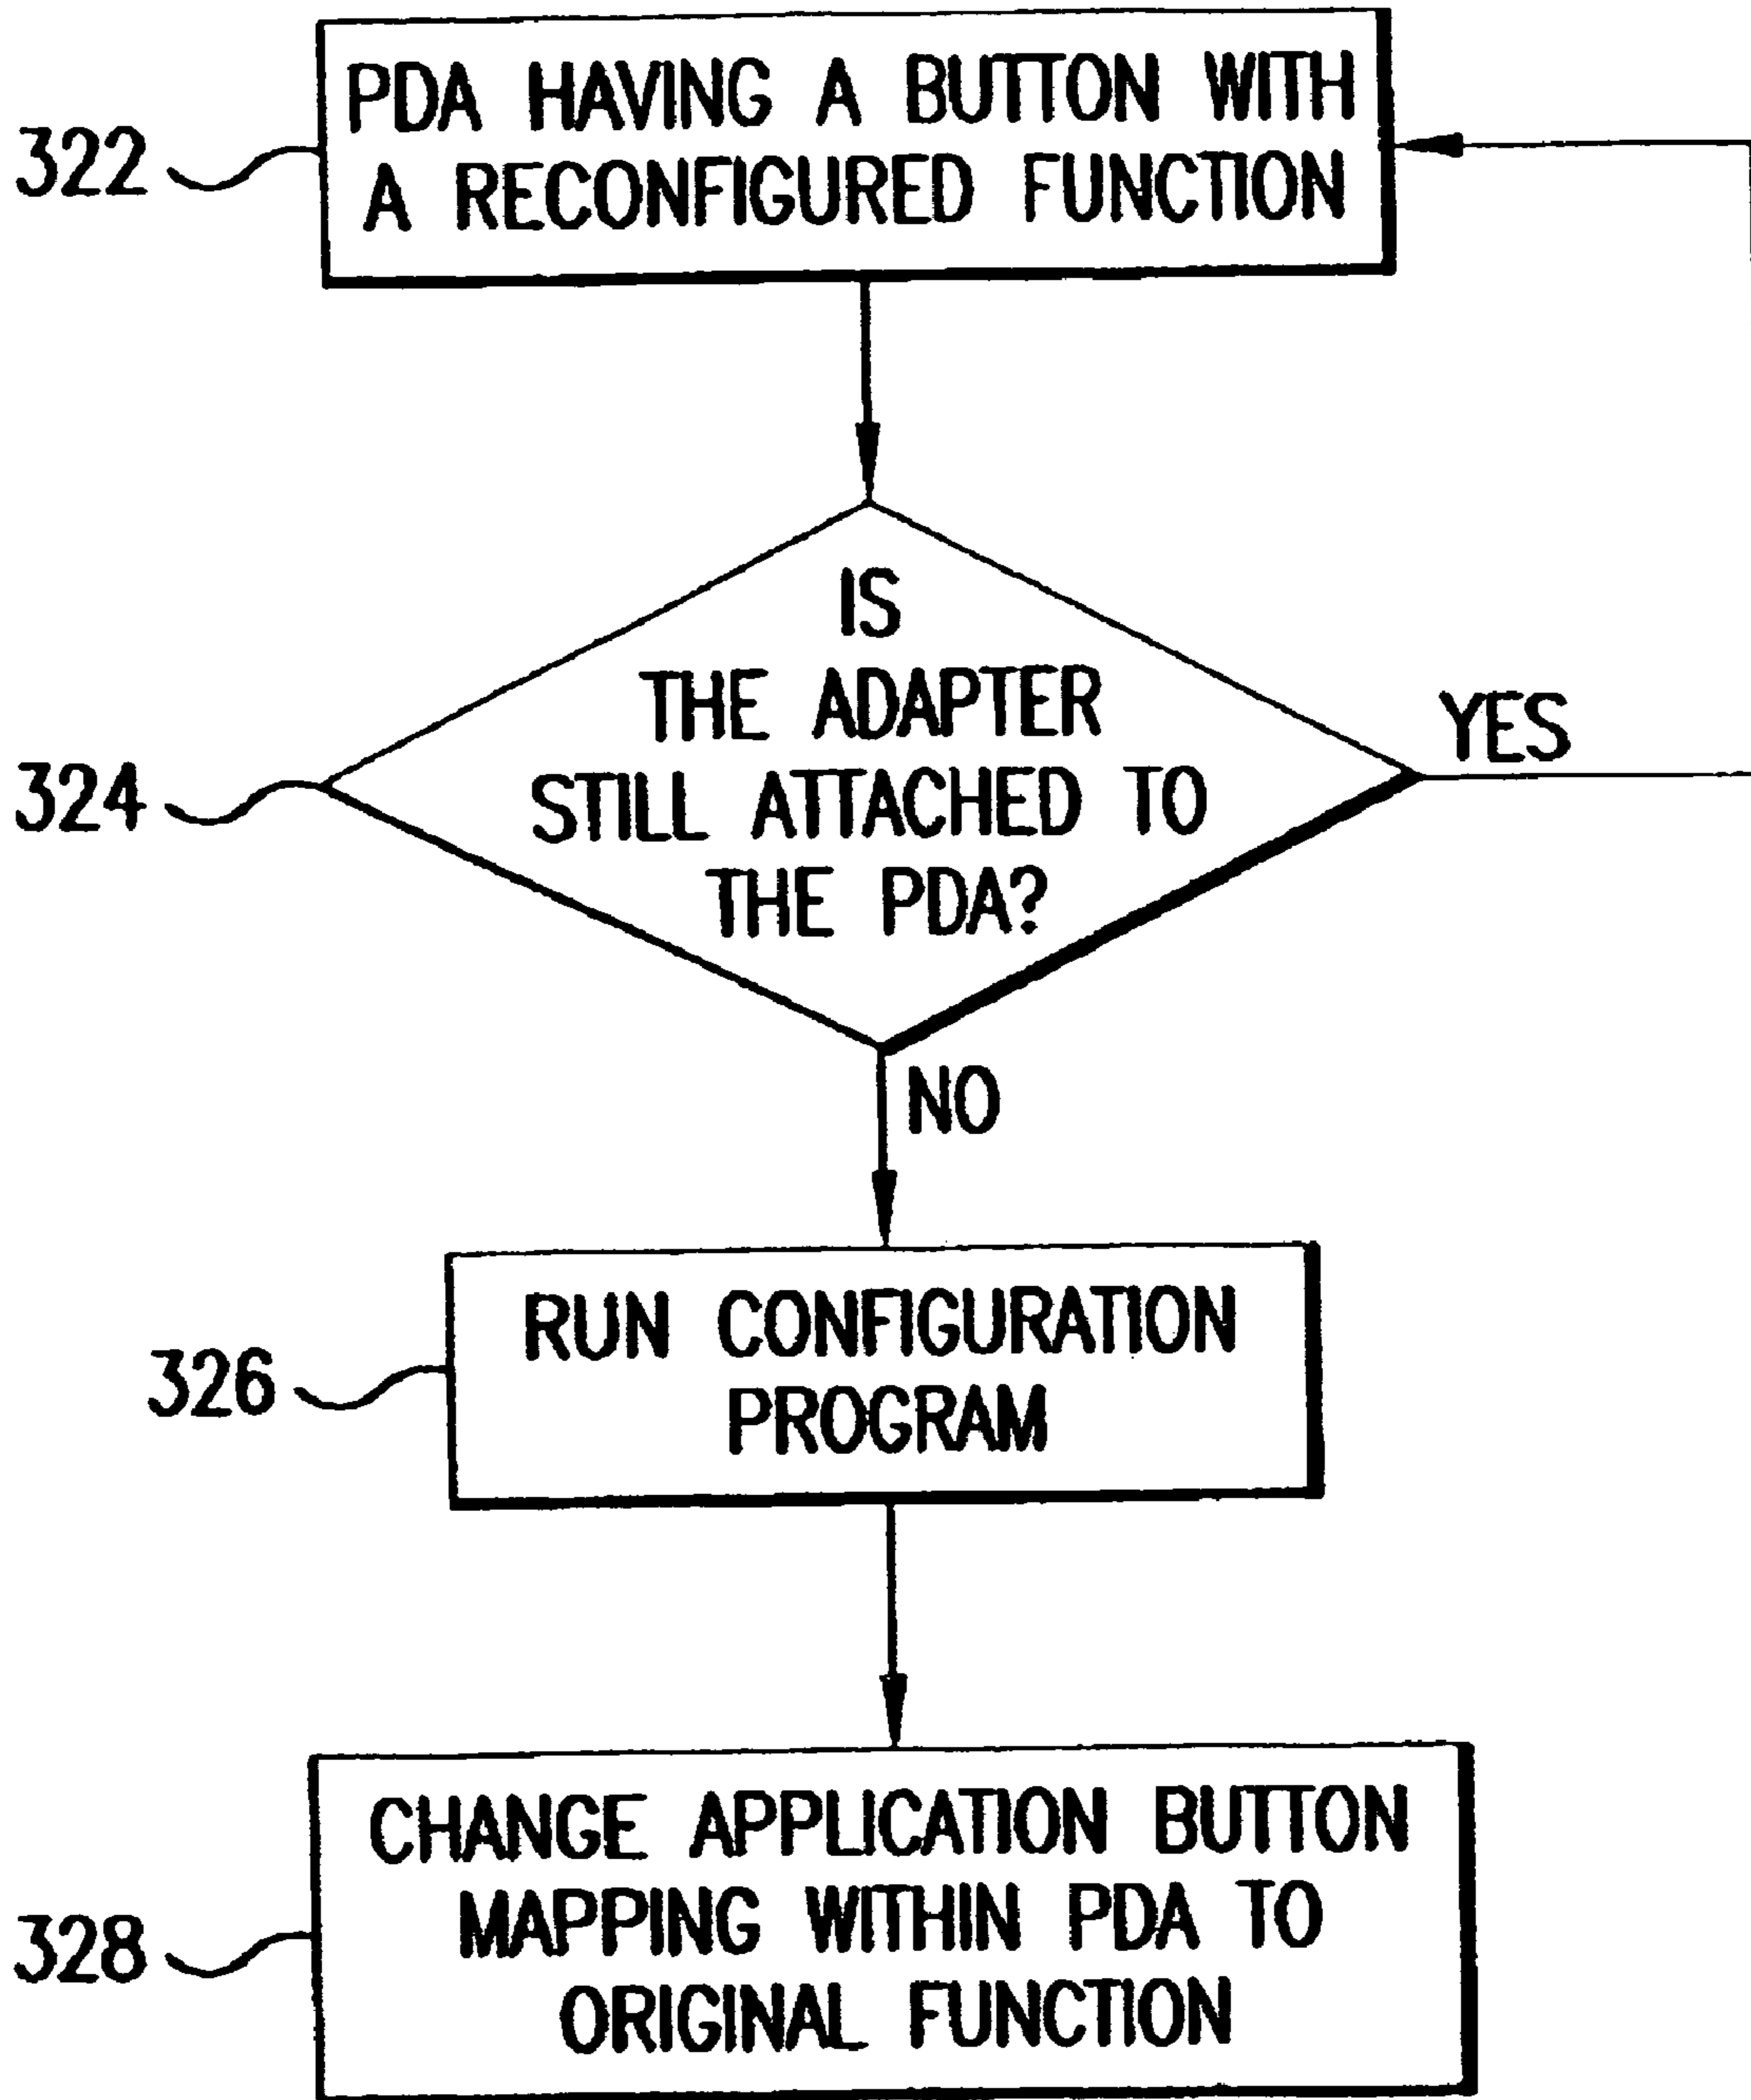 322
PDA HAVING A BUTTON WITH
A RECONFIGURED FUNCTION
324
IS
THE ADAPTER
STILL ATTACHED TO
THE PDA?
YES
NO
326
RUN CONFIGURATION
PROGRAM
328
CHANGE APPLICATION BUTTON
MAPPING WITHIN PDA TO
ORIGINAL FUNCTION